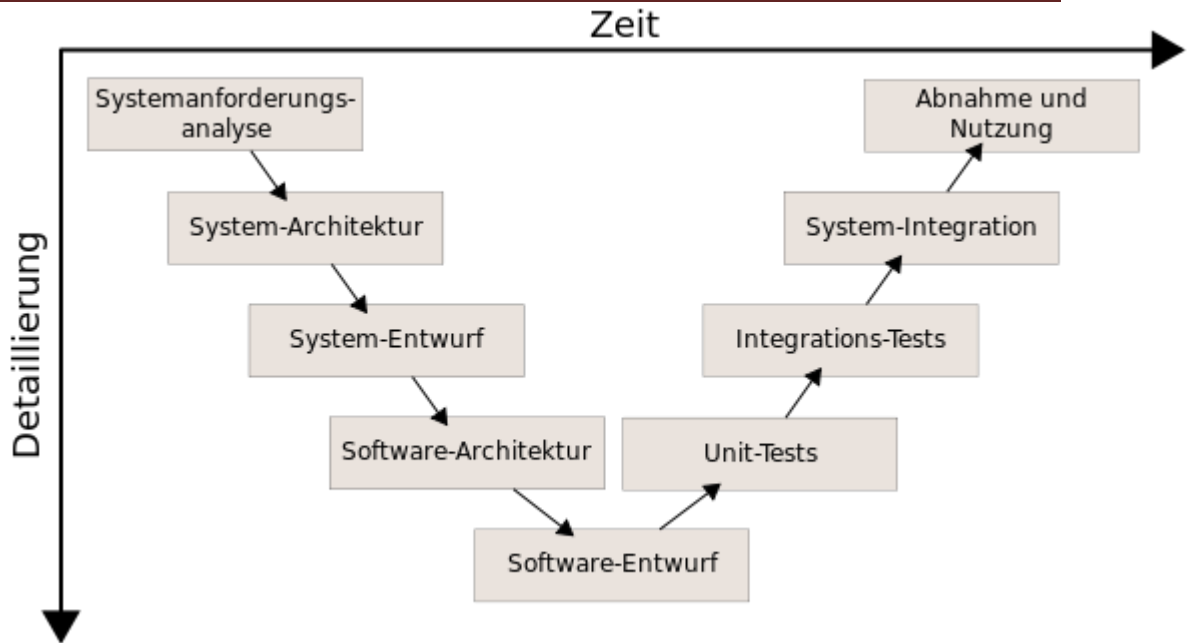 Zeit
Detaillierung
Systemanforderungs-
analyse
System-Architektur
System-Entwurf
Software-Architektur
Software-Entwurf
Unit-Tests
Integrations-Tests
System-Integration
Abnahme und
Nutzung